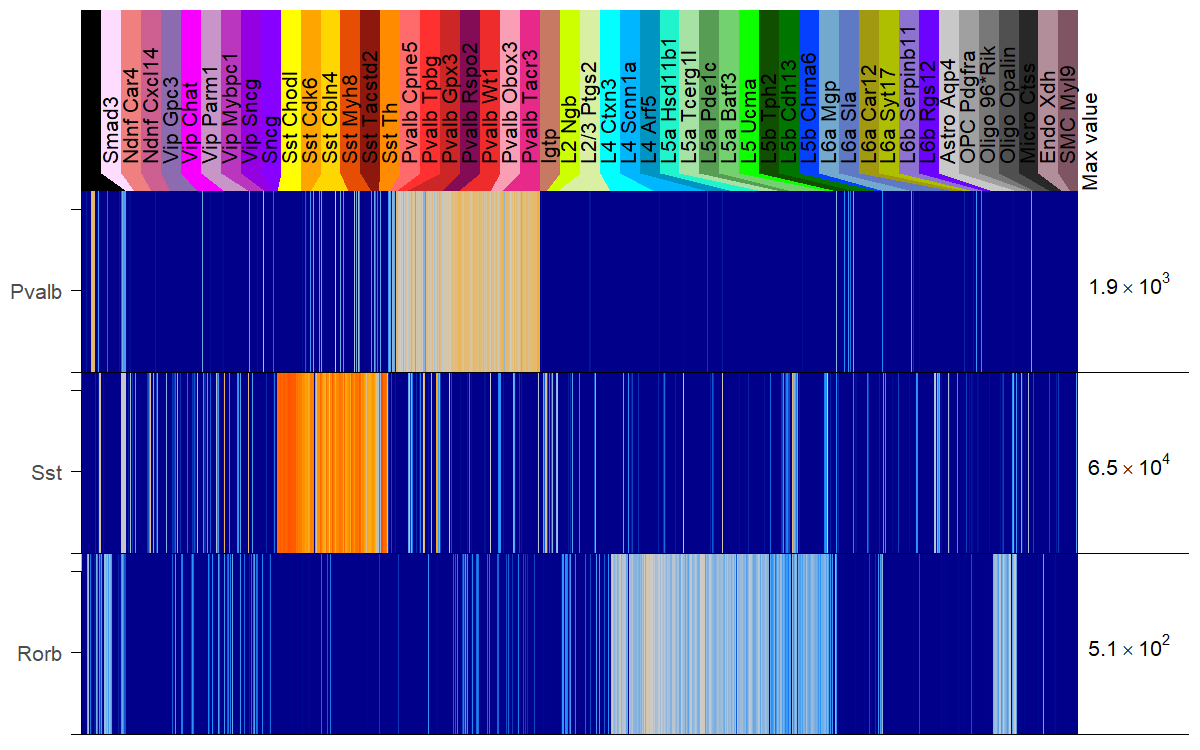 Smad3
Ndnf Car4
Ndnf Cxcl14
Vip Gpc3
Vip Chat
Vip Parm1
Vip Mybpc1
Vip Sncg
Sncg
Sst Chodl
Sst Cdk6
Sst Cbln4
Sst Myh8
Sst Tacstd2
Sst Th
Pvalb Cpne5
Pvalb Tpbg
Pvalb Gpx3
Pvalb Rspo2
Pvalb Wt1
Pvalb Obox3
Pvalb Tacr3
Igtp
L2 Ngb
L2/3 Ptgs2
L4 Ctxn3
L4 Scnn1a
L4 Arf5
L5a Hsd11b1
L5a Tcerg1l
L5a Pde1c
L5a Batf3
L5 Ucma
L5b Tph2
L5b Cdh13
L5b Chrna6
L6a Mgp
L6a Sla
L6a Car12
L6a Syt17
L6b Serpinb11
L6b Rgs12
Astro Aqp4
OPC Pdgfra
Oligo 96*Rik
Oligo Opalin
Micro Ctss
Endo Xdh
SMC Myl9
Max value
Pvalb
1.9 × 10³
Sst
6.5 × 10⁴
Rorb
5.1 × 10²